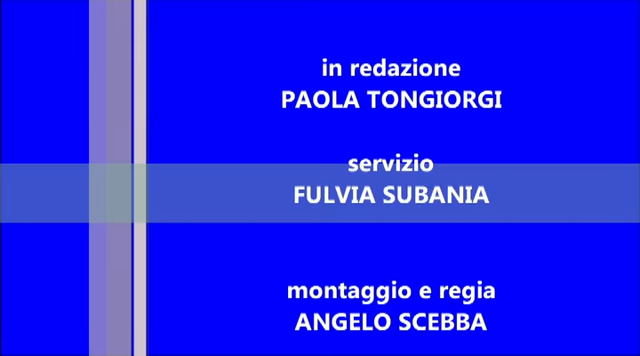 in redazione
PAOLA TONGIORGI
servizio
FULVIA SUBANIA
montaggio e regia
ANGELO SCEBBA